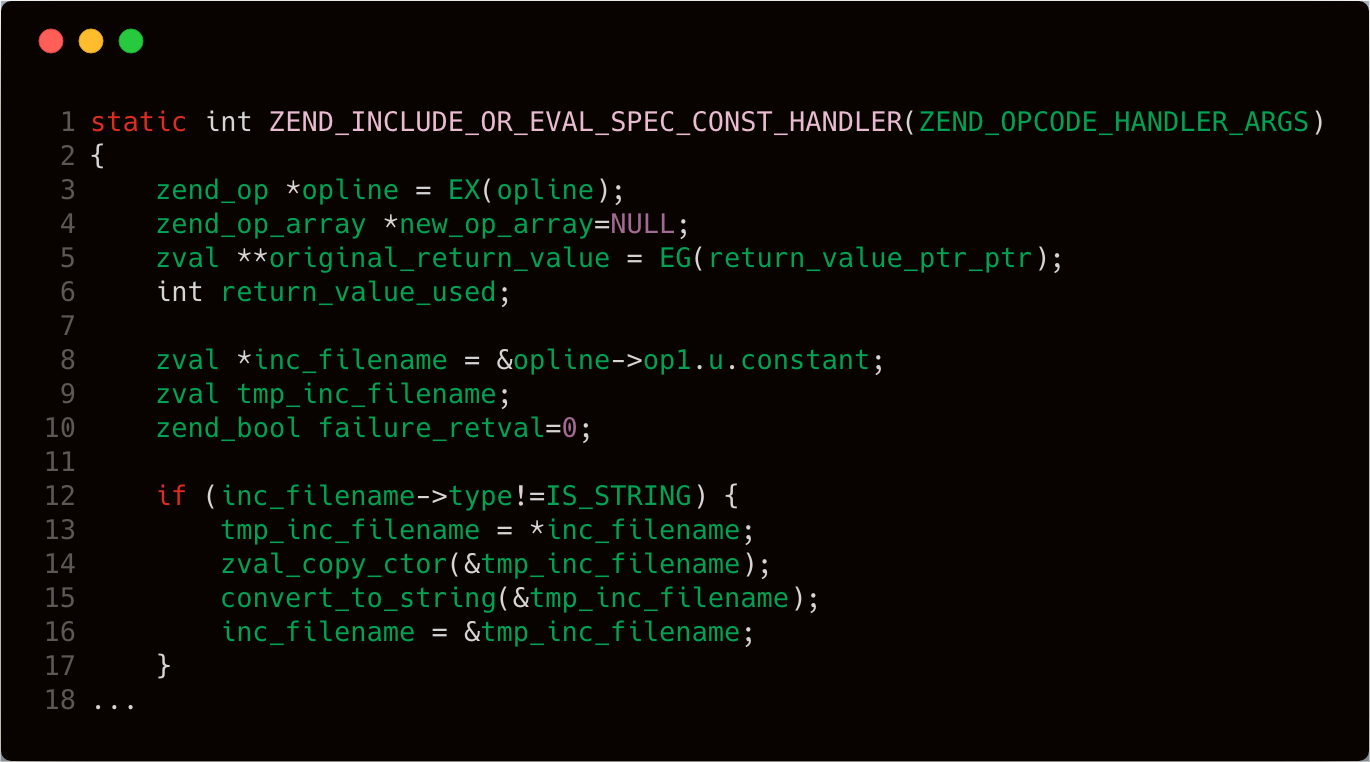 1 static int ZEND_INCLUDE_OR_EVAL_SPEC_CONST_HANDLER(ZEND_OPCODE_HANDLER_ARGS)
2 {
3     zend_op *opline = EX(opline);
4     zend_op_array *new_op_array=NULL;
5     zval **original_return_value = EG(return_value_ptr_ptr);
6     int return_value_used;
7
8     zval *inc_filename = &opline->op1.u.constant;
9     zval tmp_inc_filename;
10     zend_bool failure_retval=0;
11
12     if (inc_filename->type!=IS_STRING) {
13         tmp_inc_filename = *inc_filename;
14         zval_copy_ctor(&tmp_inc_filename);
15         convert_to_string(&tmp_inc_filename);
16         inc_filename = &tmp_inc_filename;
17     }
18 ...